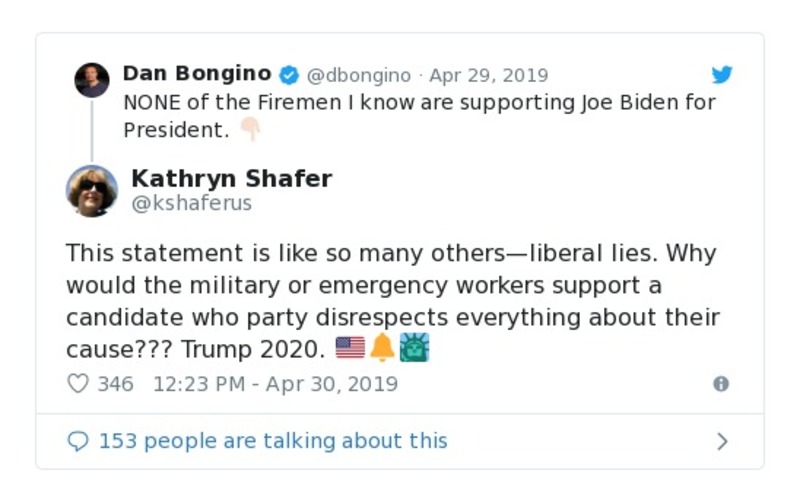 Dan Bongino @dbongino · Apr 29, 2019
NONE of the Firemen I know are supporting Joe Biden for
President. 👇🏻
Kathryn Shafer
@kshaferus
This statement is like so many others—liberal lies. Why
would the military or emergency workers support a
candidate who party disrespects everything about their
cause??? Trump 2020. 🇺🇸🔔🗽
346 12:23 PM - Apr 30, 2019
153 people are talking about this